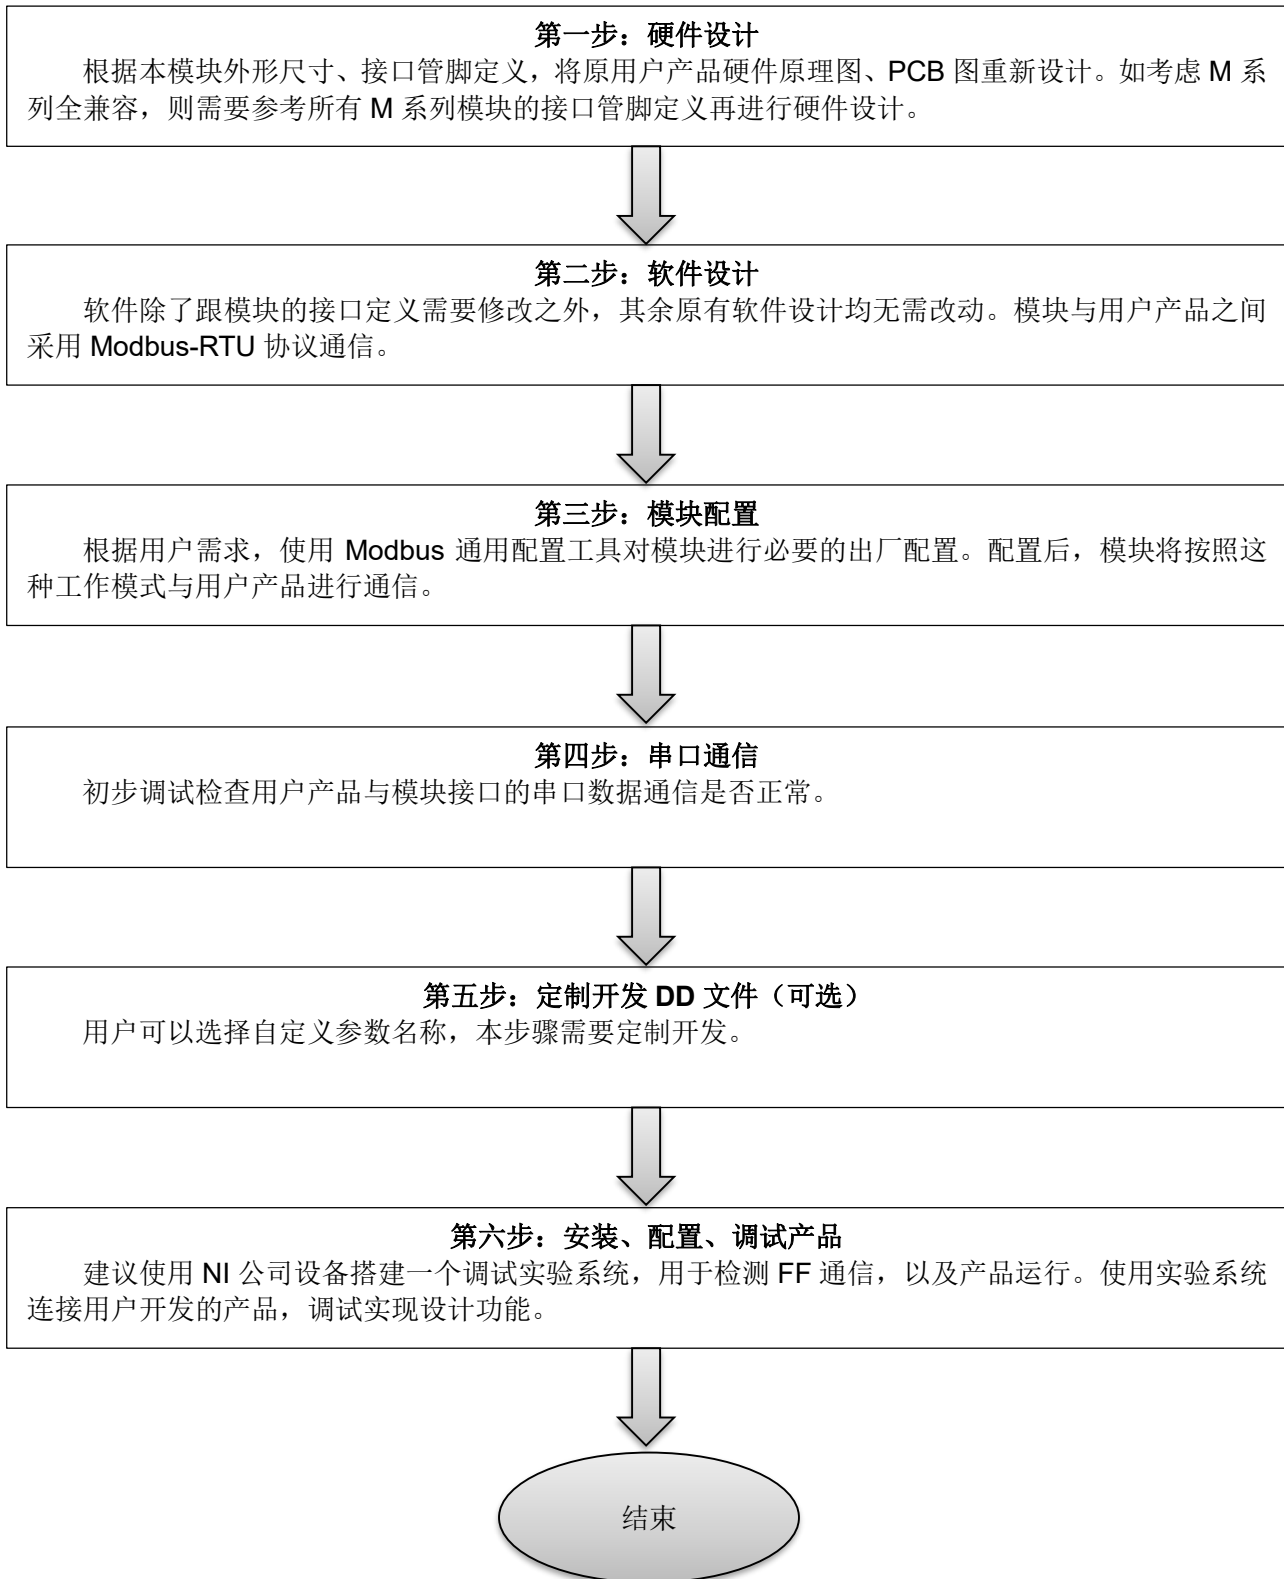 第一步：硬件设计
根据本模块外形尺寸、接口管脚定义，将原用户产品硬件原理图、PCB 图重新设计。如考虑 M 系
列全兼容，则需要参考所有 M 系列模块的接口管脚定义再进行硬件设计。
第二步：软件设计
软件除了跟模块的接口定义需要修改之外，其余原有软件设计均无需改动。模块与用户产品之间
采用 Modbus-RTU 协议通信。
第三步：模块配置
根据用户需求，使用 Modbus 通用配置工具对模块进行必要的出厂配置。配置后，模块将按照这
种工作模式与用户产品进行通信。
第四步：串口通信
初步调试检查用户产品与模块接口的串口数据通信是否正常。
第五步：定制开发 DD 文件（可选）
用户可以选择自定义参数名称，本步骤需要定制开发。
第六步：安装、配置、调试产品
建议使用 NI 公司设备搭建一个调试实验系统，用于检测 FF 通信，以及产品运行。使用实验系统
连接用户开发的产品，调试实现设计功能。
结束